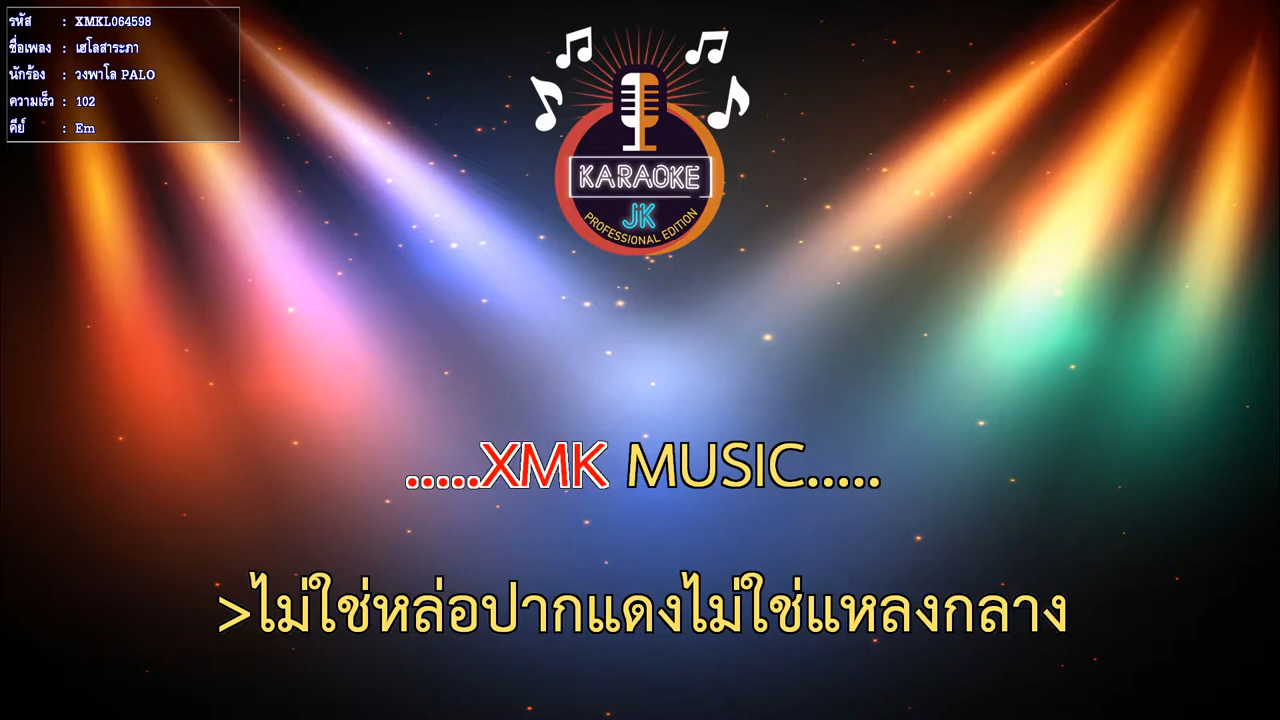 รหัส : XMKL064598
ชื่อเพลง : เฮโลสาระภา
นักร้อง : วงพาโล PALO
ความเร็ว : 102
คีย์ : Em
KARAOKE
JK
PROFESSIONAL EDITION
.....XMK MUSIC.....
>ไม่ใช่หล่อปากแดงไม่ใช่แหลงกลาง